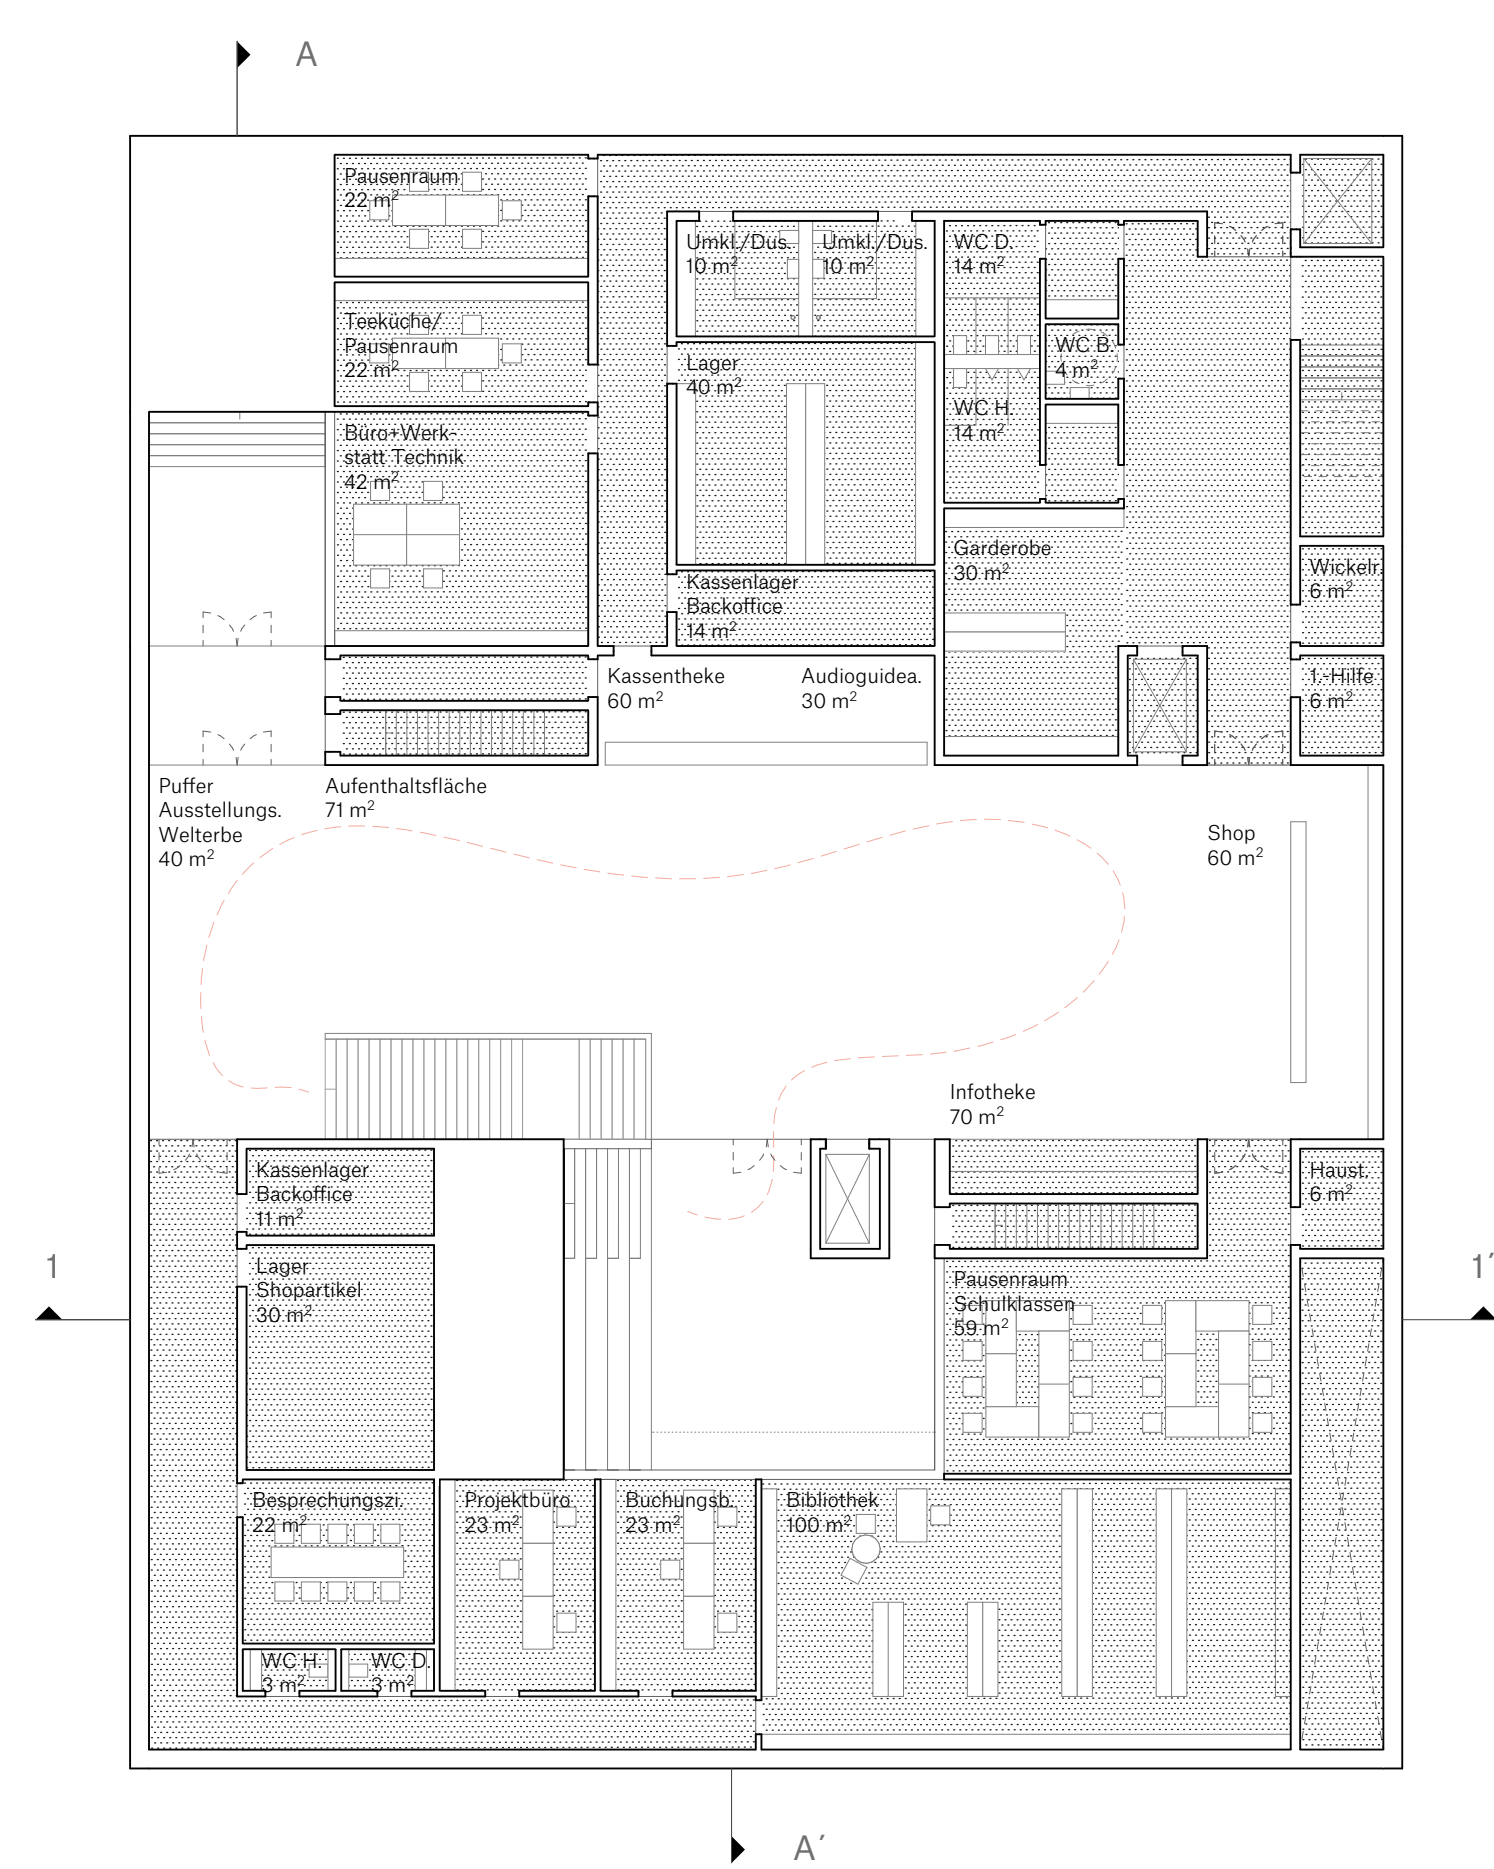 A
Pausenraum
22 m²
Umkl./Dus.
10 m²
Umkl./Dus.
10 m²
WC D.
14 m²
Teeküche/
Pausenraum
22 m²
Lager
40 m²
WC B.
4 m²
WC H.
14 m²
Büro+Werk-
statt Technik
42 m²
Garderobe
30 m²
Kassenlager
Backoffice
14 m²
Wickelr.
6 m²
Kassentheke
60 m²
Audioguidea.
30 m²
1.-Hilfe
6 m²
Puffer
Ausstellungs.
Welterbe
40 m²
Aufenthaltsfläche
71 m²
Shop
60 m²
Infotheke
70 m²
Kassenlager
Backoffice
11 m²
Haust.
6 m²
1
Lager
Shopartikel
30 m²
Pausenraum
Schulklassen
59 m²
1´
Besprechungszi.
22 m²
Projektbüro
23 m²
Buchungsb.
23 m²
Bibliothek
100 m²
WC H.
3 m²
WC D.
3 m²
A´